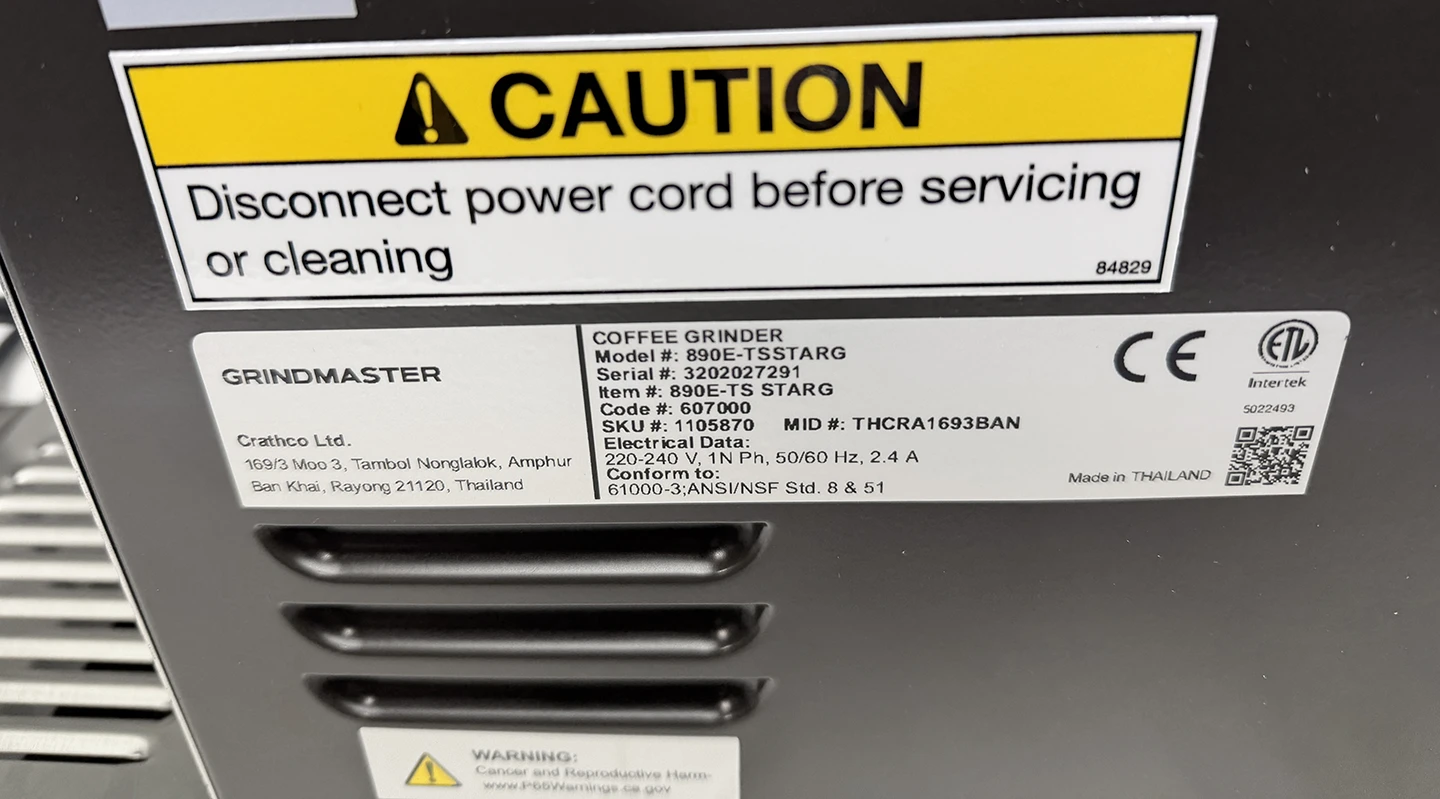 CAUTION
Disconnect power cord before servicing
or cleaning
84829
GRINDMASTER
Crathco Ltd.
169/3 Moo 3, Tambol Nonglalok, Amphur
Ban Khai, Rayong 21120, Thailand
COFFEE GRINDER
Model #: 890E-TSSTARG
Serial #: 3202027291
Item #: 890E-TS STARG
Code #: 607000
SKU #: 1105870 MID #: THCRA1693BAN
Electrical Data:
220-240 V, 1N Ph, 50/60 Hz, 2.4 A
Conform to:
61000-3;ANSI/NSF Std. 8 & 51
CE
ETL
Intertek
5022493
Made in THAILAND
WARNING:
Cancer and Reproductive Harm-
www.P65Warnings.ca.gov